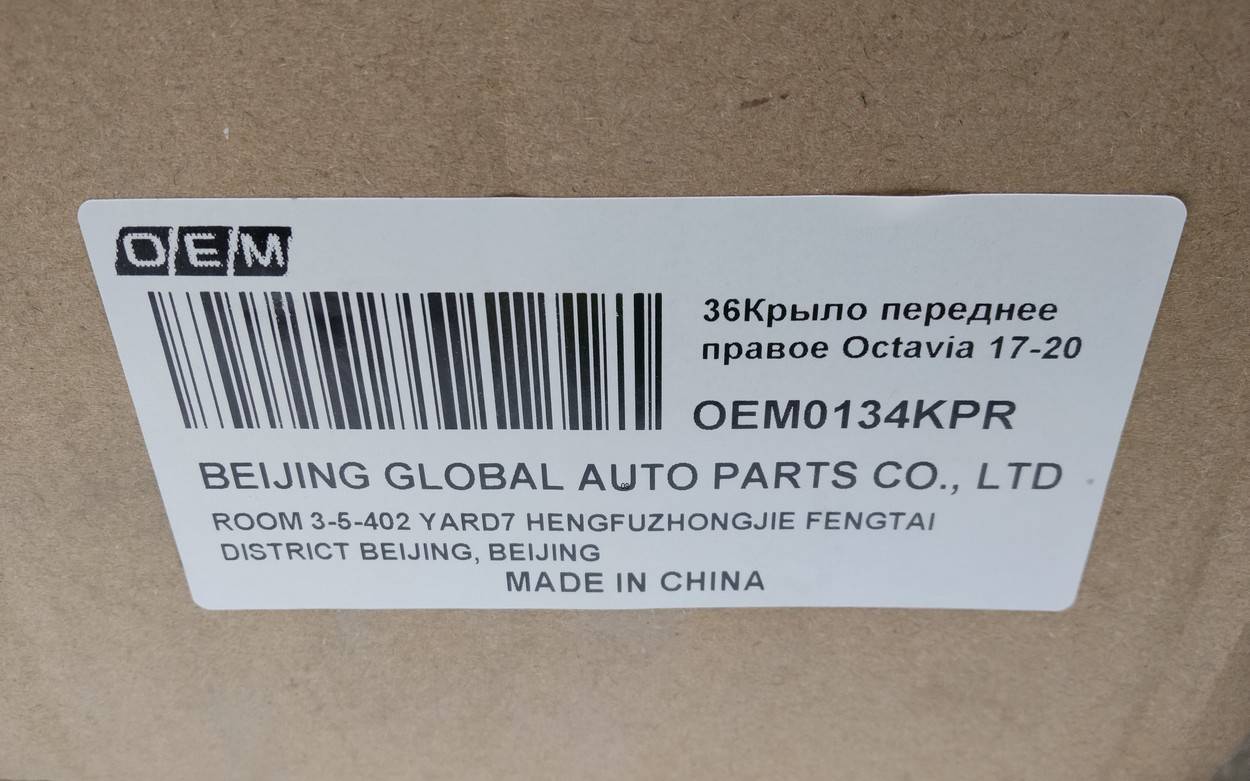 OEM
36Крыло переднее
правое Octavia 17-20
OEM0134KPR
BEIJING GLOBAL AUTO PARTS CO., LTD
ROOM 3-5-402 YARD7 HENGFUZHONGJIE FENGTAI
DISTRICT BEIJING, BEIJING
MADE IN CHINA